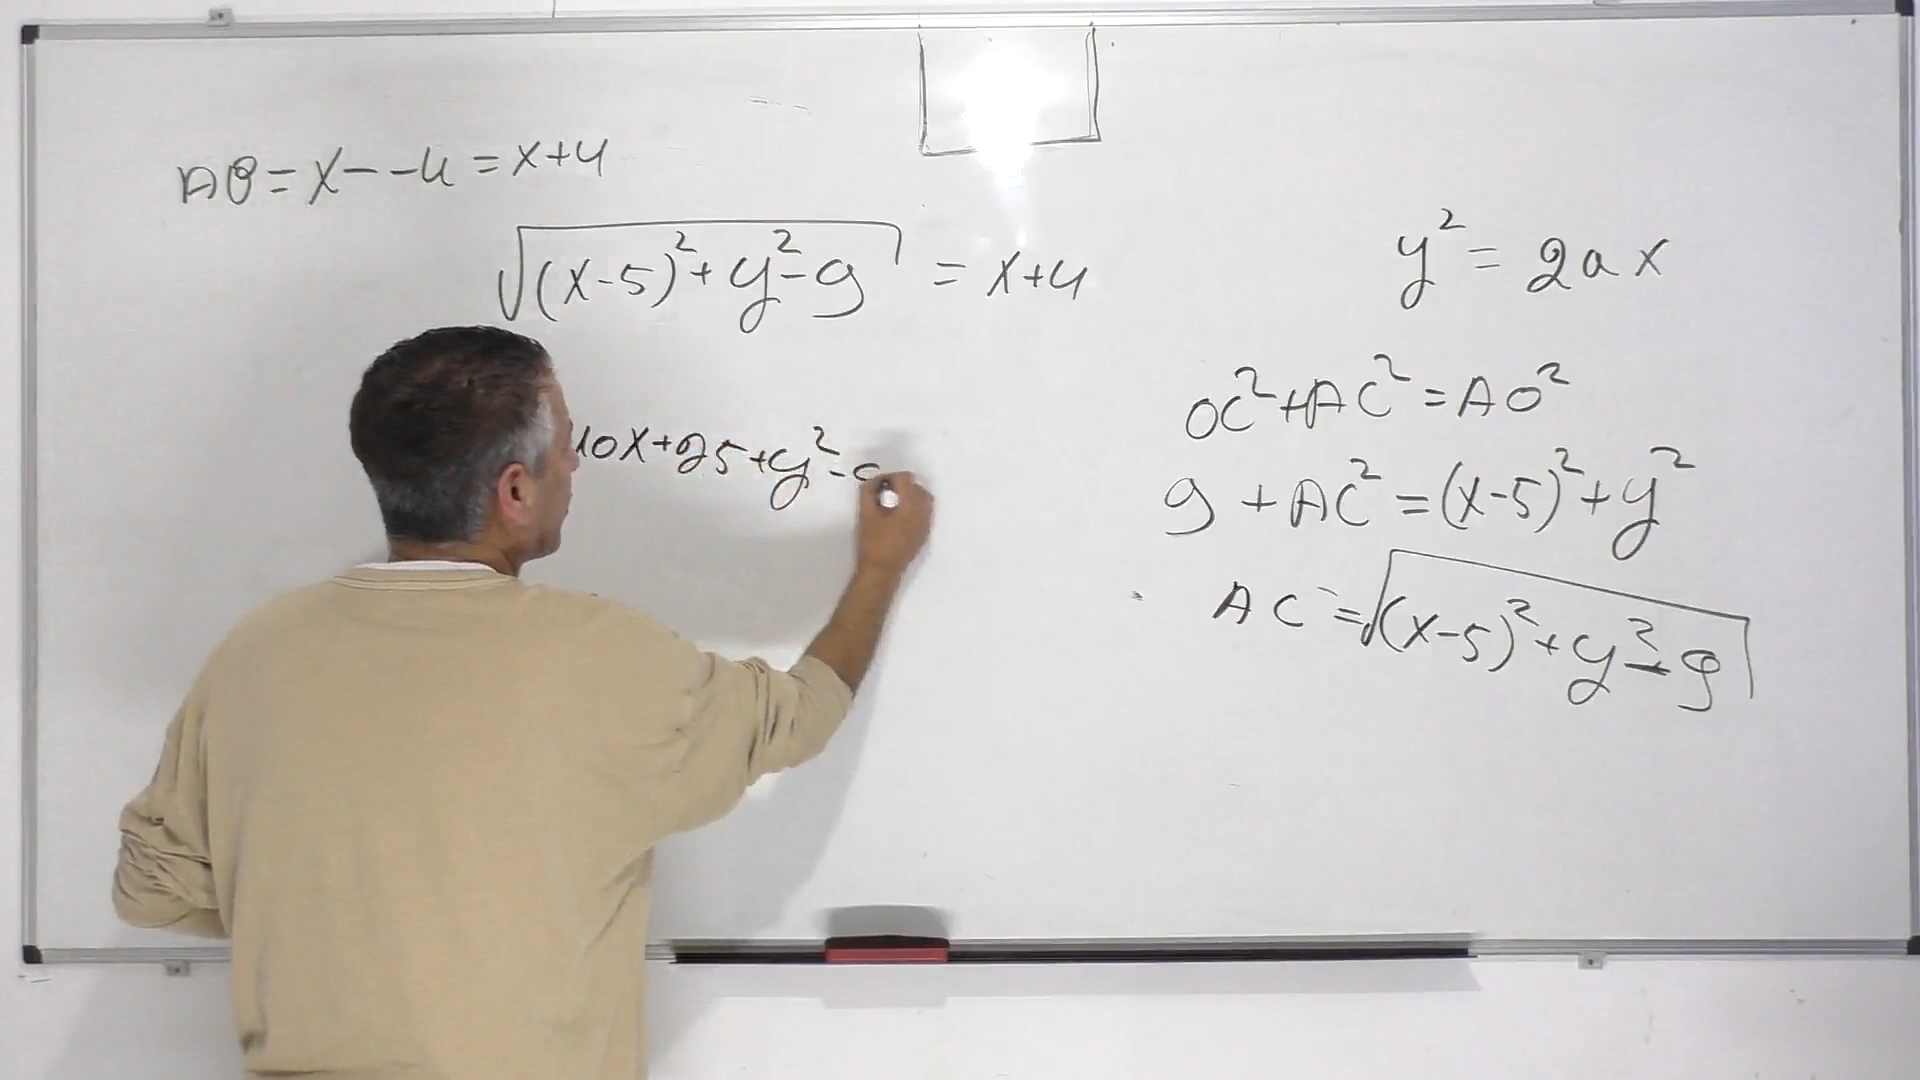 AB = x - -4 = x+4
√((x-5)²+y²-9) = x+4
10x+25+y²-
y² = 2ax
OC²+AC² = AO²
9 + AC² = (x-5)²+y²
AC = √((x-5)²+y²-9)